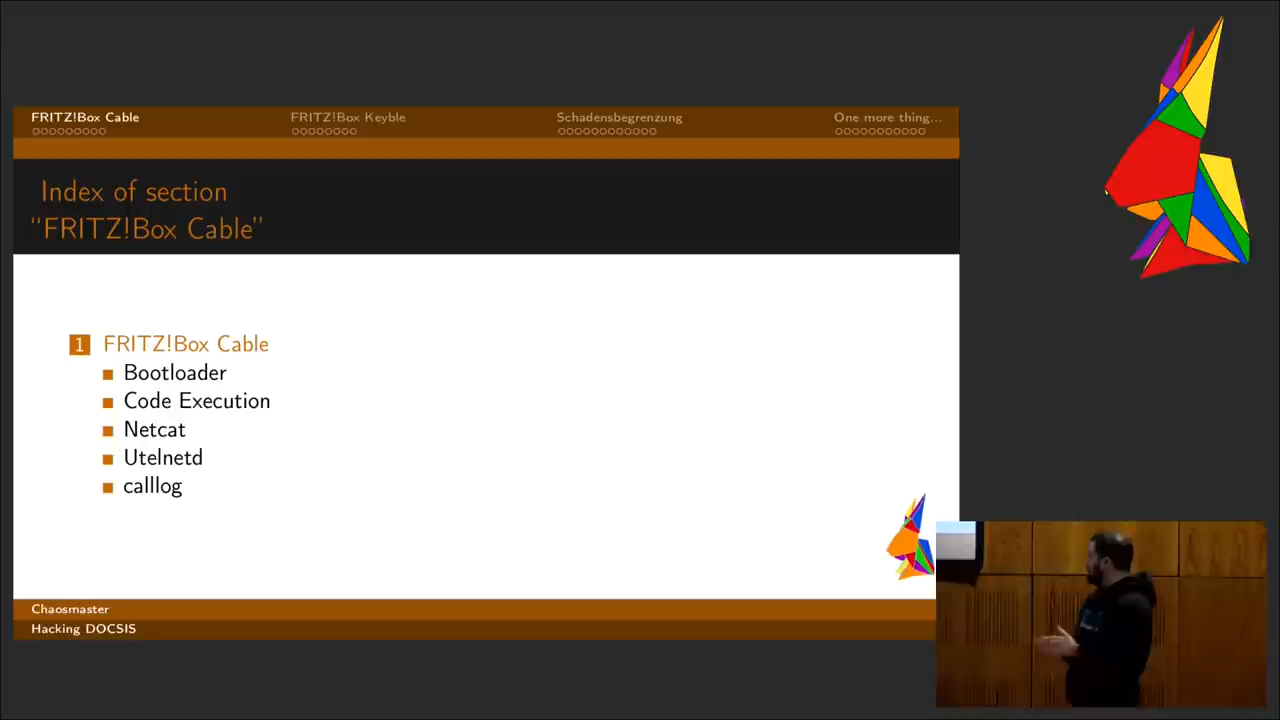 FRITZ!Box Cable
FRITZ!Box Keyble
Schadensbegrenzung
One more thing...
Index of section
“FRITZ!Box Cable”
1 FRITZ!Box Cable
Bootloader
Code Execution
Netcat
Utelnetd
calllog
Chaosmaster
Hacking DOCSIS